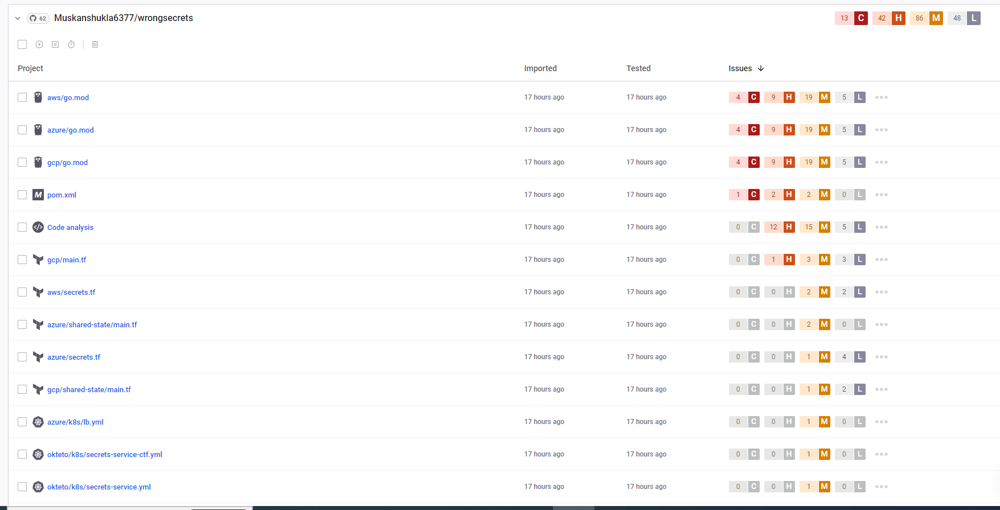 62 Muskanshukla6377/wrongsecrets 13 C 42 H 86 M 48 L
Project Imported Tested Issues
aws/go.mod 17 hours ago 17 hours ago 4 C 9 H 19 M 5 L
azure/go.mod 17 hours ago 17 hours ago 4 C 9 H 19 M 5 L
gcp/go.mod 17 hours ago 17 hours ago 4 C 9 H 19 M 5 L
M pom.xml 17 hours ago 17 hours ago 1 C 2 H 2 M 0 L
</> Code analysis 17 hours ago 17 hours ago 0 C 12 H 15 M 5 L
gcp/main.tf 17 hours ago 17 hours ago 0 C 1 H 3 M 3 L
aws/secrets.tf 17 hours ago 17 hours ago 0 C 0 H 2 M 2 L
azure/shared-state/main.tf 17 hours ago 17 hours ago 0 C 0 H 2 M 0 L
azure/secrets.tf 17 hours ago 17 hours ago 0 C 0 H 1 M 4 L
gcp/shared-state/main.tf 17 hours ago 17 hours ago 0 C 0 H 1 M 2 L
azure/k8s/lb.yml 17 hours ago 17 hours ago 0 C 0 H 1 M 0 L
okteto/k8s/secrets-service-ctf.yml 17 hours ago 17 hours ago 0 C 0 H 1 M 0 L
okteto/k8s/secrets-service.yml 17 hours ago 17 hours ago 0 C 0 H 1 M 0 L